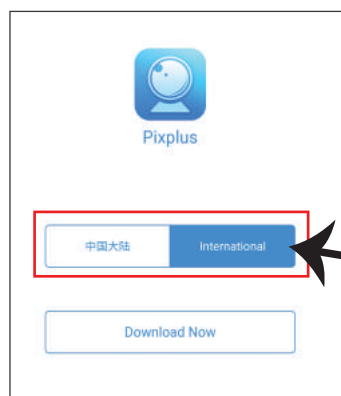 Pixplus
中国大陆 International
Download Now